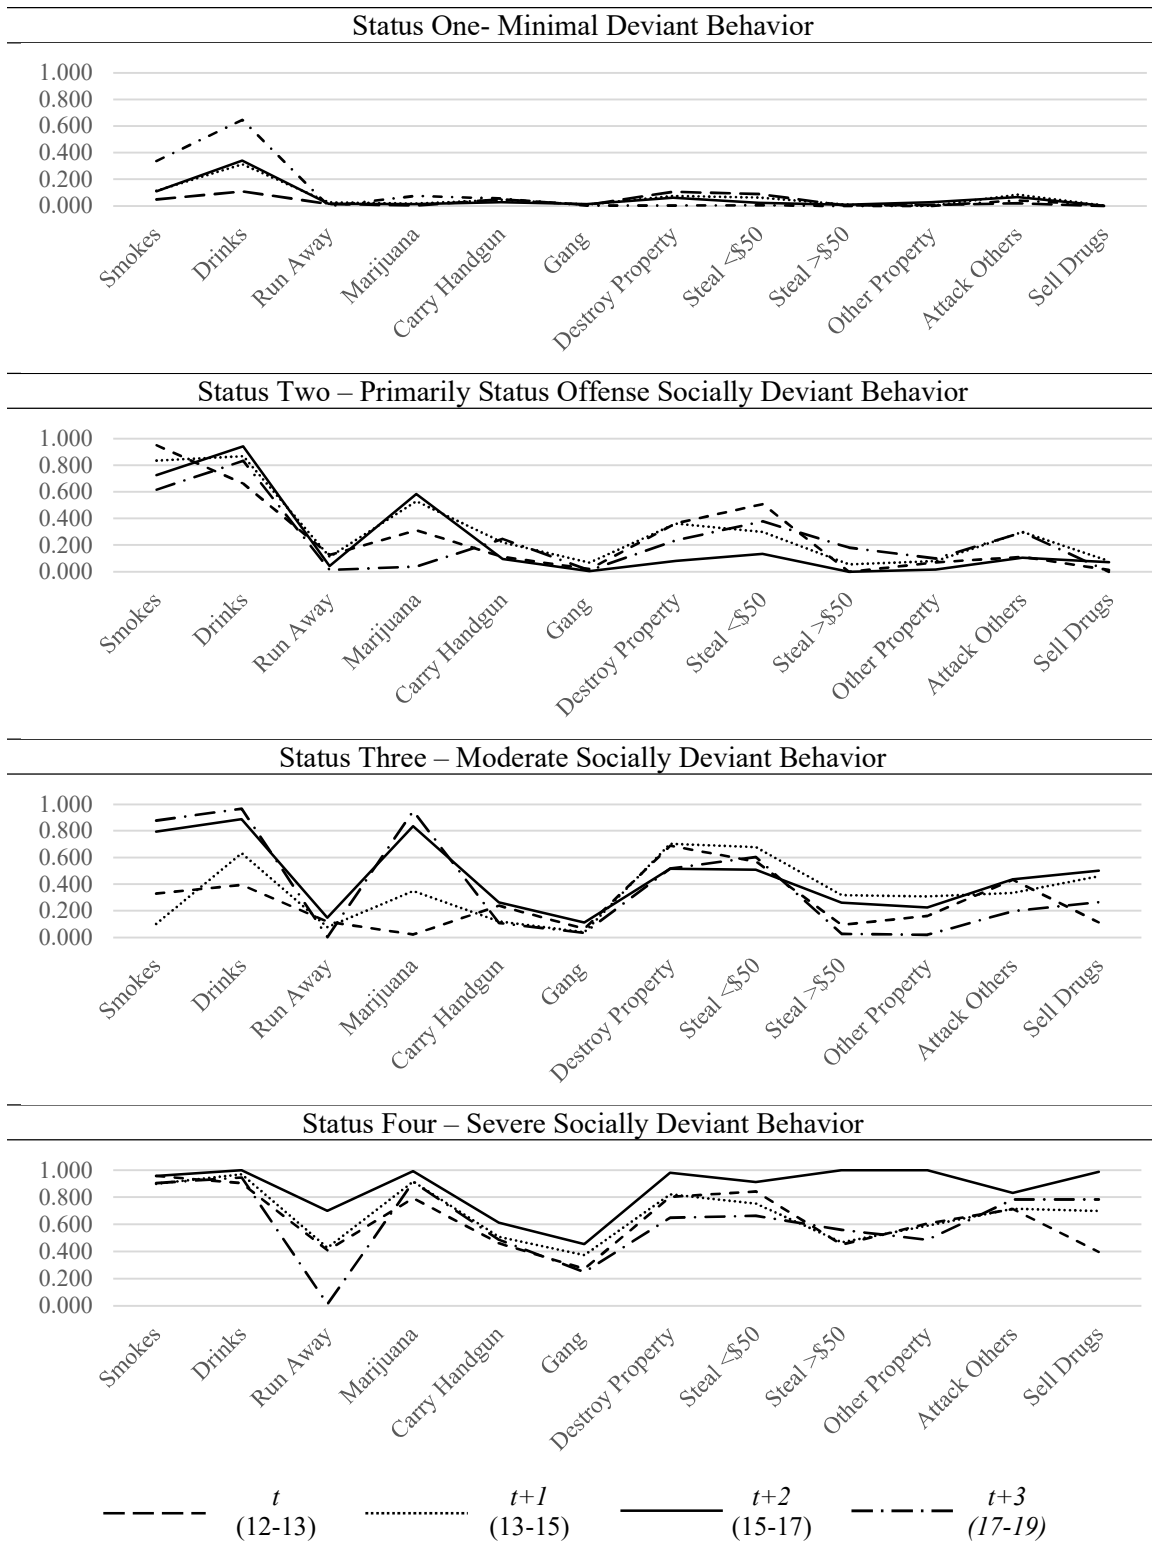 Status One- Minimal Deviant Behavior
1.000
0.800
0.600
0.400
0.200
0.000
Smokes
Drinks
Run Away
Marijuana
Carry Handgun
Gang
Destroy Property
Steal <$50
Steal >$50
Other Property
Attack Others
Sell Drugs
Status Two – Primarily Status Offense Socially Deviant Behavior
1.000
0.800
0.600
0.400
0.200
0.000
Smokes
Drinks
Run Away
Marijuana
Carry Handgun
Gang
Destroy Property
Steal <$50
Steal >$50
Other Property
Attack Others
Sell Drugs
Status Three – Moderate Socially Deviant Behavior
1.000
0.800
0.600
0.400
0.200
0.000
Smokes
Drinks
Run Away
Marijuana
Carry Handgun
Gang
Destroy Property
Steal <$50
Steal >$50
Other Property
Attack Others
Sell Drugs
Status Four – Severe Socially Deviant Behavior
1.000
0.800
0.600
0.400
0.200
0.000
Smokes
Drinks
Run Away
Marijuana
Carry Handgun
Gang
Destroy Property
Steal <$50
Steal >$50
Other Property
Attack Others
Sell Drugs
t
(12-13)
t+1
(13-15)
t+2
(15-17)
t+3
(17-19)